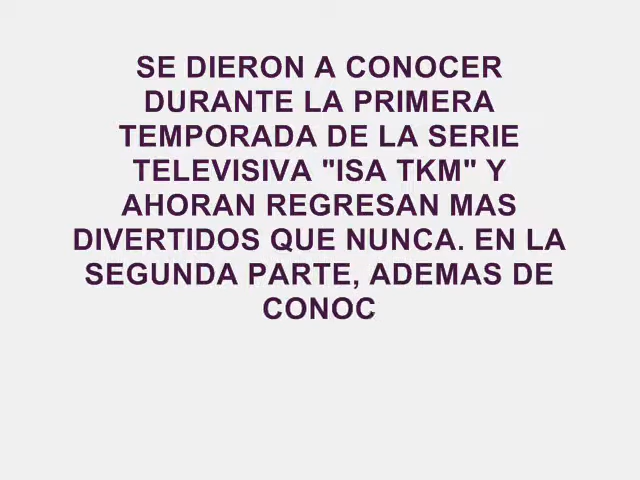 SE DIERON A CONOCER
DURANTE LA PRIMERA
TEMPORADA DE LA SERIE
TELEVISIVA "ISA TKM" Y
AHORAN REGRESAN MAS
DIVERTIDOS QUE NUNCA. EN LA
SEGUNDA PARTE, ADEMAS DE
CONOC